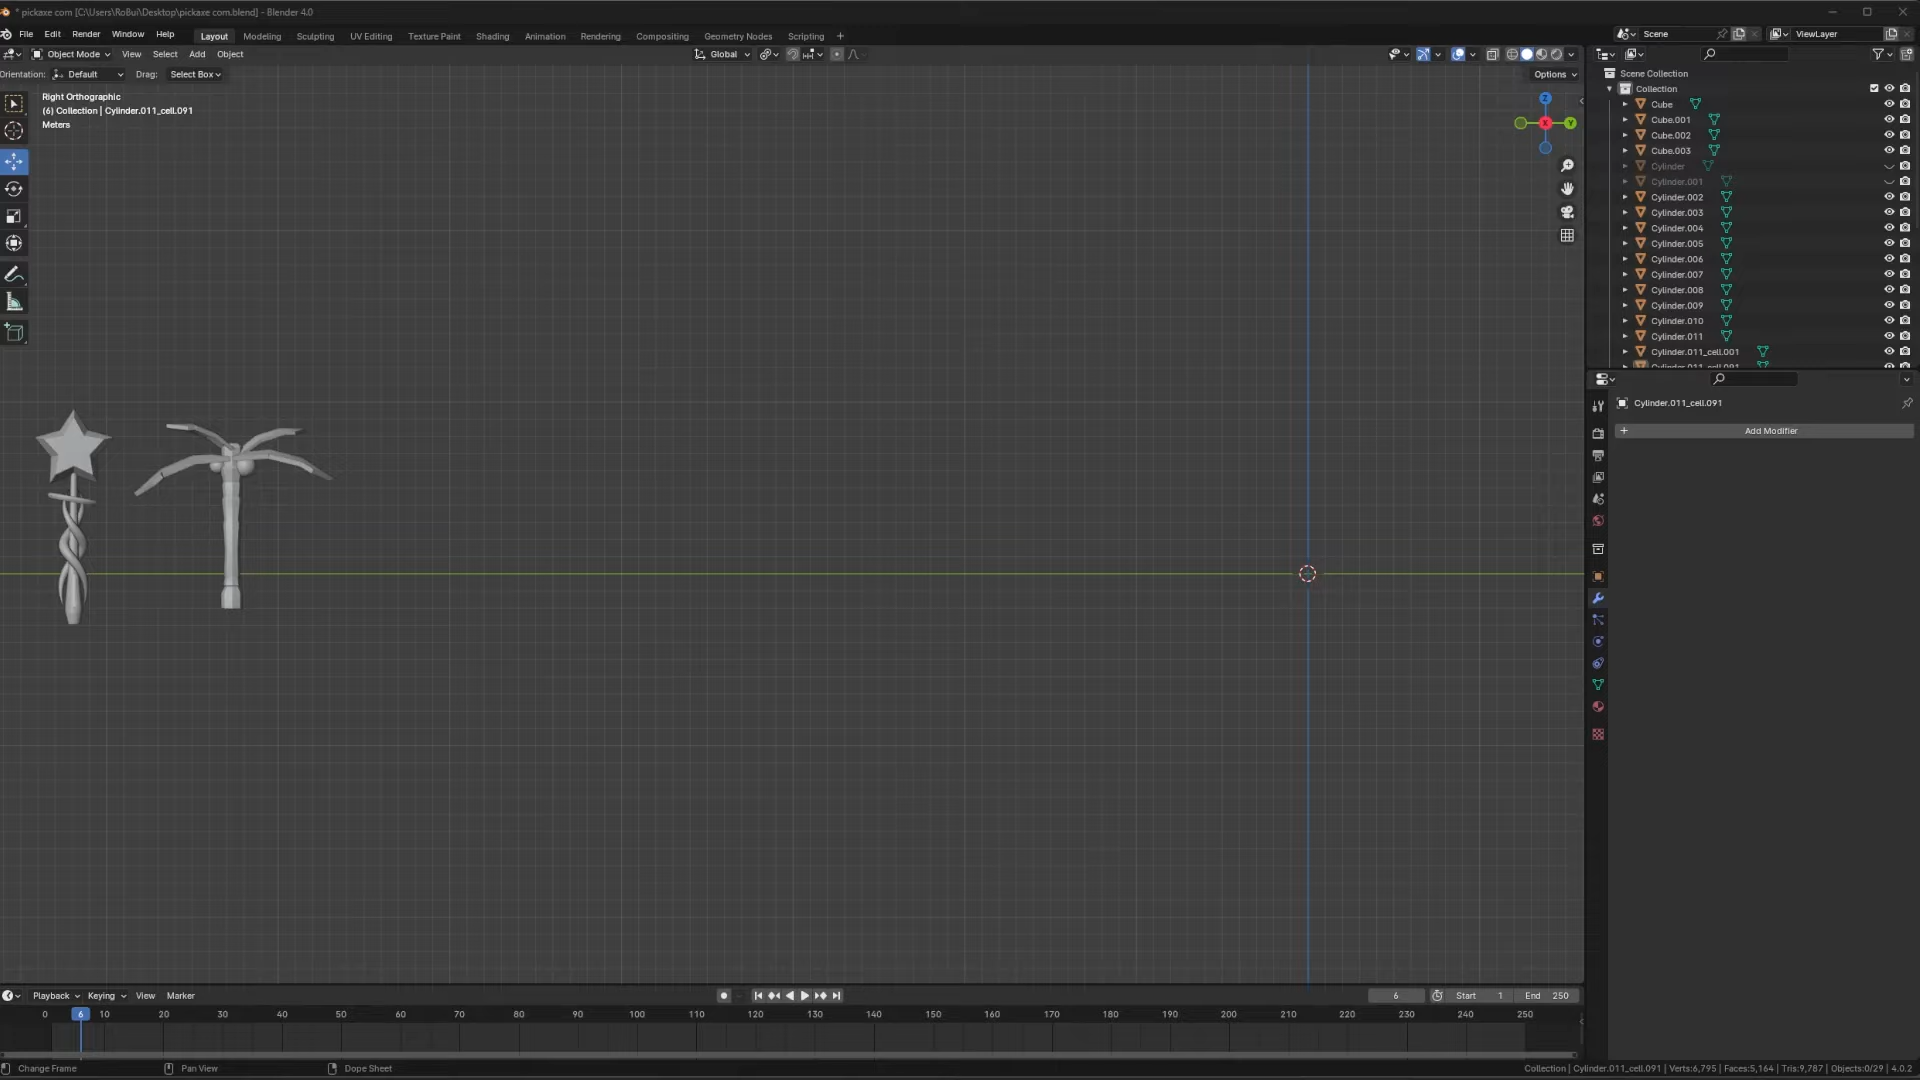 * pickaxe com [C:\Users\RoBui\Desktop\pickaxe com.blend] - Blender 4.0
File Edit Render Window Help
Layout Modeling Sculpting UV Editing Texture Paint Shading Animation Rendering Compositing Geometry Nodes Scripting +
Scene
ViewLayer
Object Mode View Select Add Object
Global
Orientation: Default Drag: Select Box
Options
Right Orthographic
(6) Collection | Cylinder.011_cell.091
Meters
Z
X
Y
Scene Collection
Collection
Cube
Cube.001
Cube.002
Cube.003
Cylinder
Cylinder.001
Cylinder.002
Cylinder.003
Cylinder.004
Cylinder.005
Cylinder.006
Cylinder.007
Cylinder.008
Cylinder.009
Cylinder.010
Cylinder.011
Cylinder.011_cell.001
Cylinder.011_cell.091
Cylinder.011_cell.091
+ Add Modifier
Playback Keying View Marker
6 Start 1 End 250
0 6 10 20 30 40 50 60 70 80 90 100 110 120 130 140 150 160 170 180 190 200 210 220 230 240 250
Change Frame Pan View Dope Sheet
Collection | Cylinder.011_cell.091 | Verts:6,795 | Faces:5,164 | Tris:9,787 | Objects:0/29 | 4.0.2